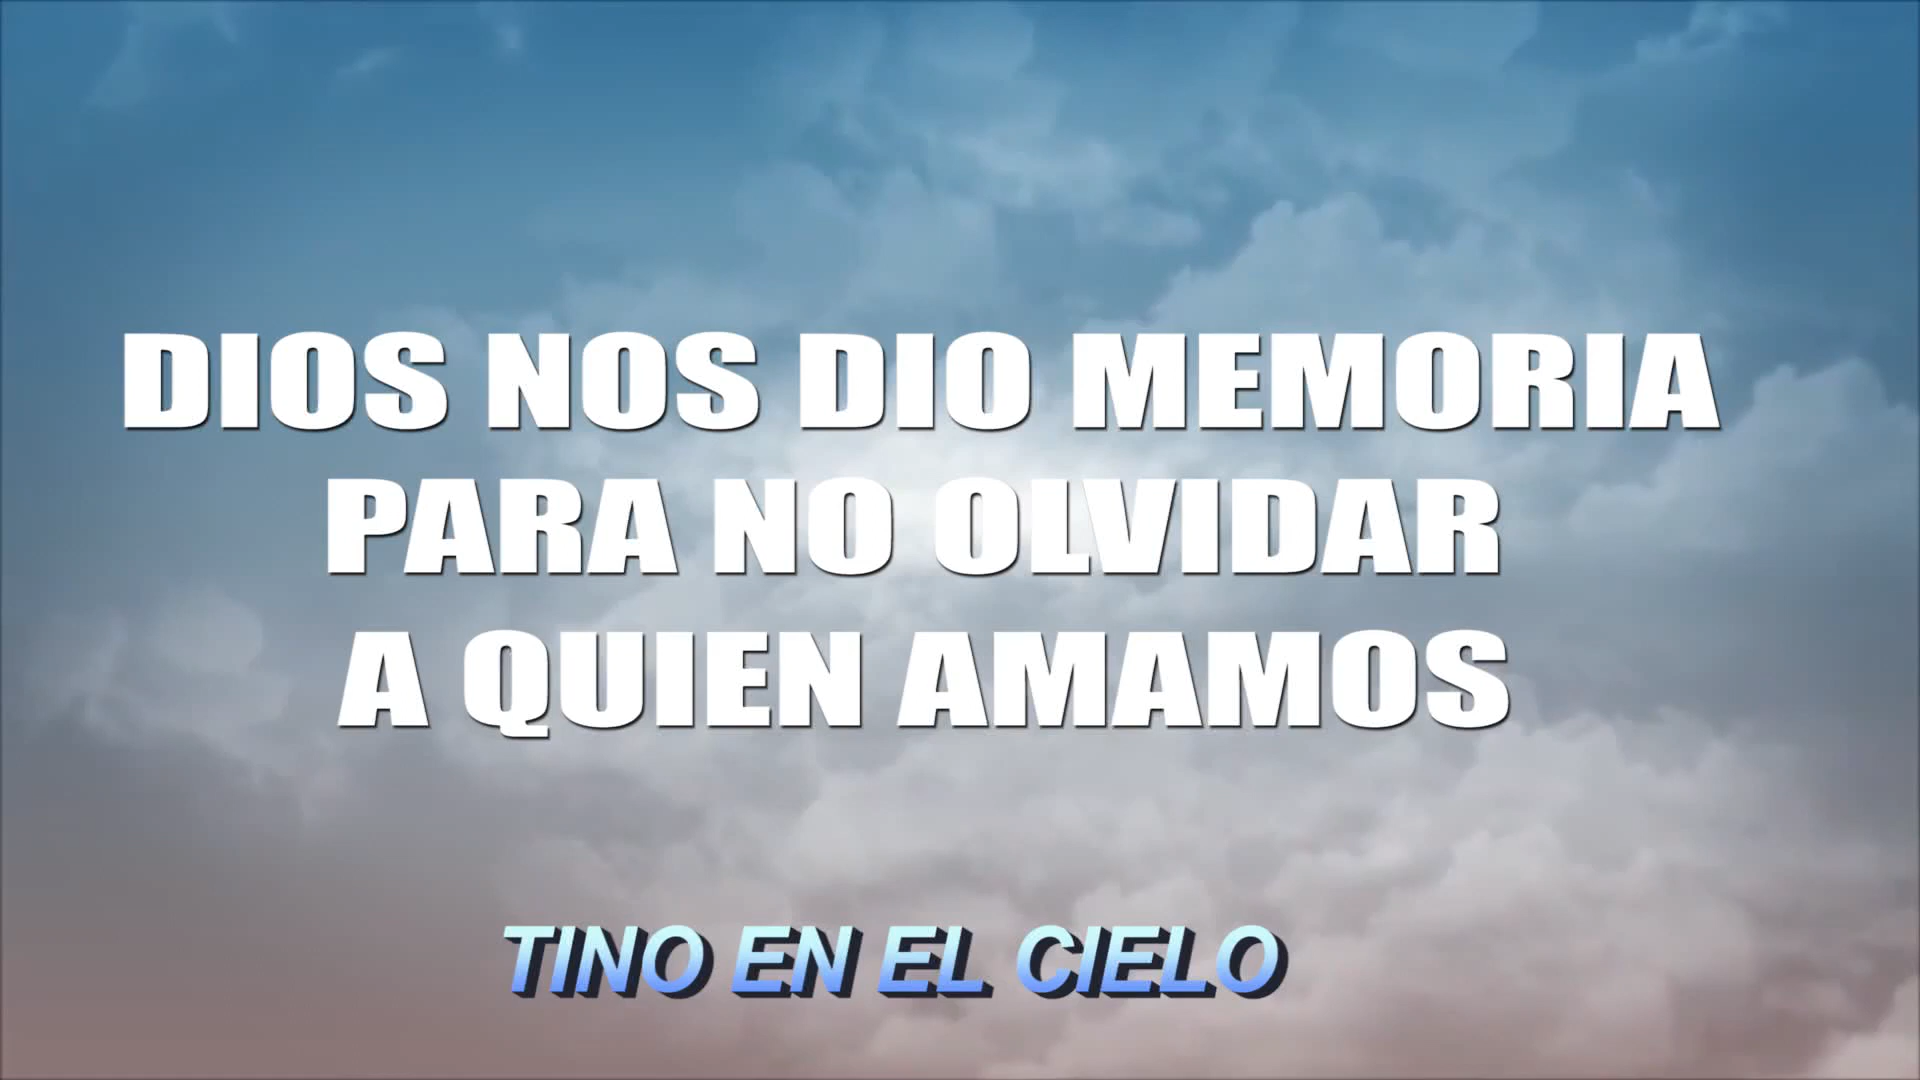 DIOS NOS DIO MEMORIA
PARA NO OLVIDAR
A QUIEN AMAMOS
TINO EN EL CIELO